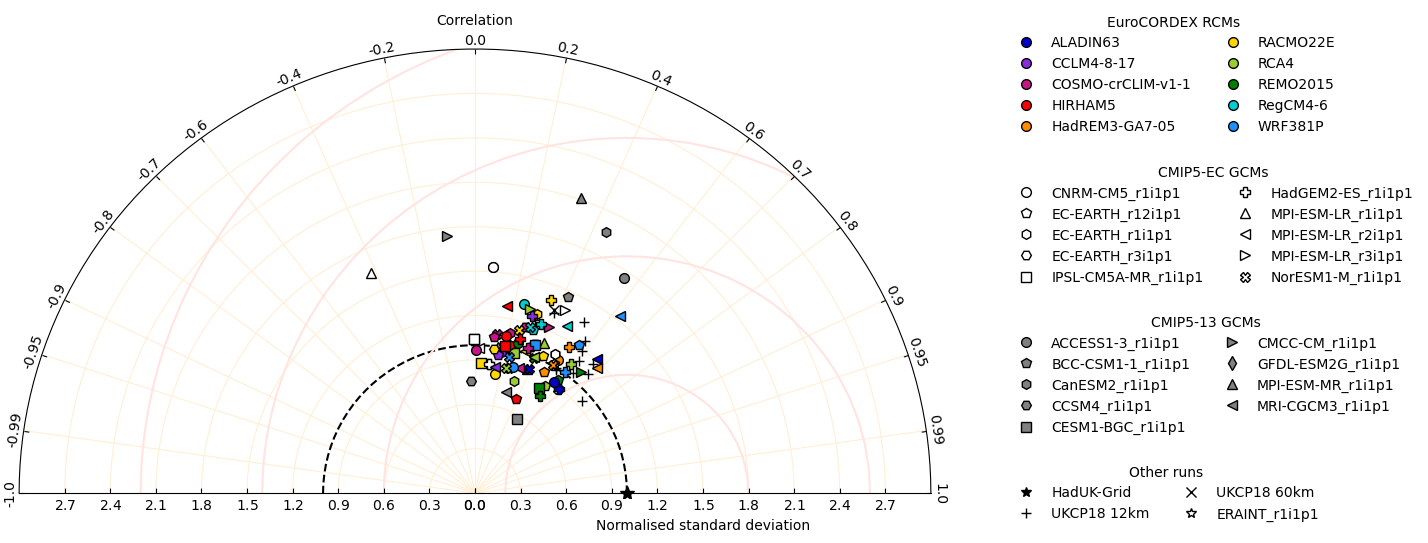 Correlation
-1.0
-0.99
-0.95
-0.9
-0.8
-0.7
-0.6
-0.4
-0.2
0.0
0.2
0.4
0.6
0.7
0.8
0.9
0.95
0.99
1.0
2.7 2.4 2.1 1.8 1.5 1.2 0.9 0.6 0.3 0.0 0.3 0.6 0.9 1.2 1.5 1.8 2.1 2.4 2.7
Normalised standard deviation
EuroCORDEX RCMs
ALADIN63 RACMO22E
CCLM4-8-17 RCA4
COSMO-crCLIM-v1-1 REMO2015
HIRHAM5 RegCM4-6
HadREM3-GA7-05 WRF381P
CMIP5-EC GCMs
CNRM-CM5_r1i1p1 HadGEM2-ES_r1i1p1
EC-EARTH_r12i1p1 MPI-ESM-LR_r1i1p1
EC-EARTH_r1i1p1 MPI-ESM-LR_r2i1p1
EC-EARTH_r3i1p1 MPI-ESM-LR_r3i1p1
IPSL-CM5A-MR_r1i1p1 NorESM1-M_r1i1p1
CMIP5-13 GCMs
ACCESS1-3_r1i1p1 CMCC-CM_r1i1p1
BCC-CSM1-1_r1i1p1 GFDL-ESM2G_r1i1p1
CanESM2_r1i1p1 MPI-ESM-MR_r1i1p1
CCSM4_r1i1p1 MRI-CGCM3_r1i1p1
CESM1-BGC_r1i1p1
Other runs
HadUK-Grid UKCP18 60km
UKCP18 12km ERAINT_r1i1p1